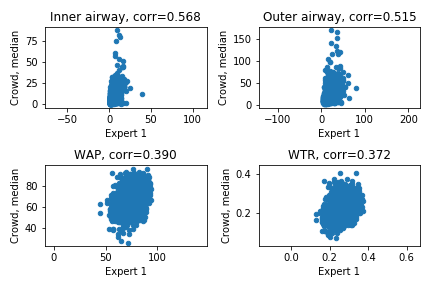 Inner airway, corr=0.568
Crowd, median
75
50
25
0
−50 0 50 100
Expert 1
Outer airway, corr=0.515
Crowd, median
150
100
50
0
−100 0 100 200
Expert 1
WAP, corr=0.390
Crowd, median
80
60
40
0 50 100
Expert 1
WTR, corr=0.372
Crowd, median
0.4
0.2
0.0 0.2 0.4 0.6
Expert 1